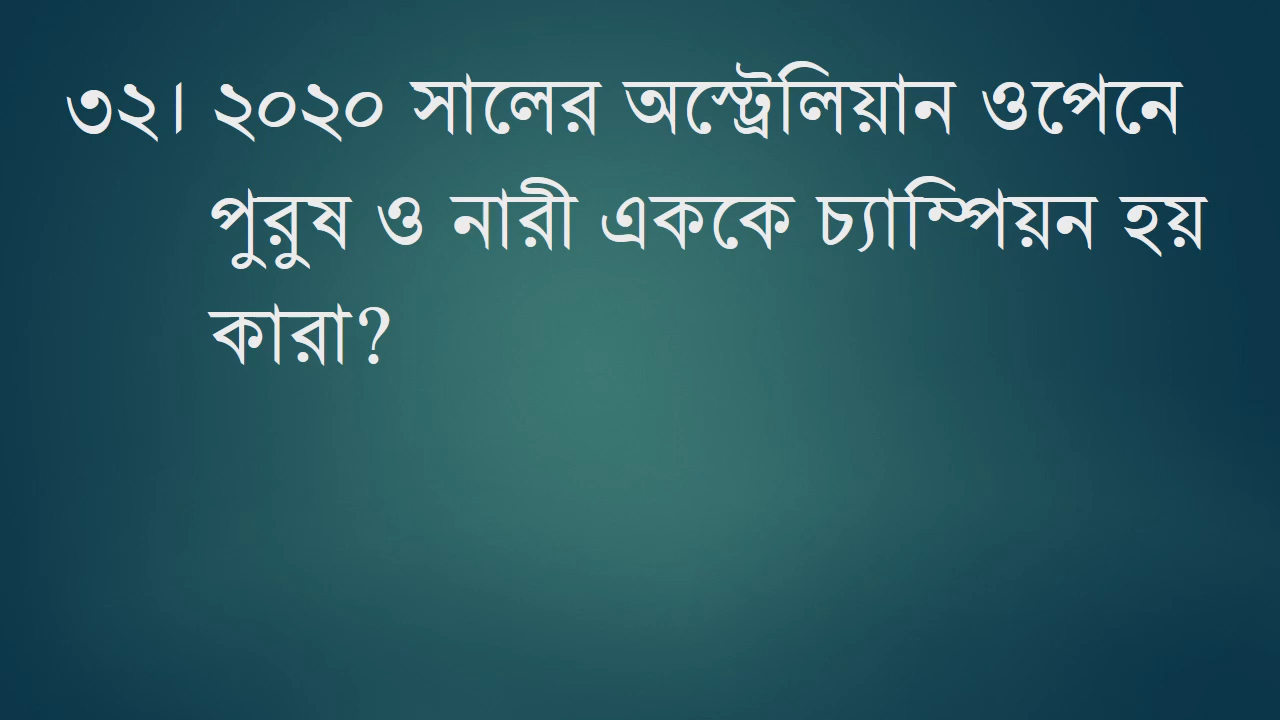 ৩২। ২০২০ সালের অস্ট্রেলিয়ান ওপেনে
পুরুষ ও নারী এককে চ্যাম্পিয়ন হয়
কারা?